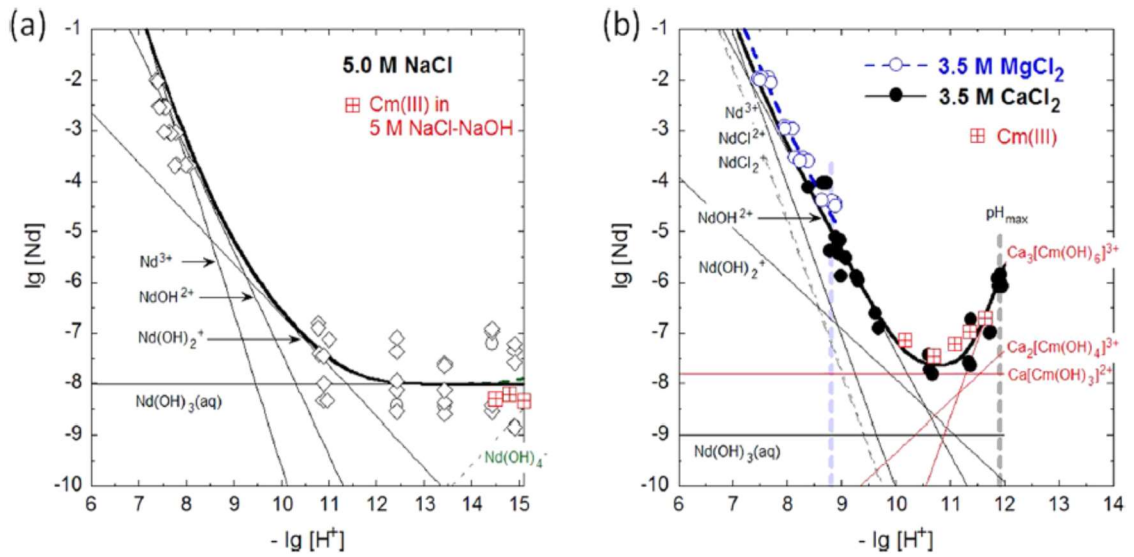 (a)
-1
-2
-3
-4
-5
-6
-7
-8
-9
-10
lg [Nd]
5.0 M NaCl
Cm(III) in
5 M NaCl-NaOH
Nd³⁺
NdOH²⁺
Nd(OH)₂⁺
Nd(OH)₃(aq)
Nd(OH)₄⁻
6 7 8 9 10 11 12 13 14 15
- lg [H⁺]
(b)
-1
-2
-3
-4
-5
-6
-7
-8
-9
-10
lg [Nd]
3.5 M MgCl₂
3.5 M CaCl₂
Cm(III)
Nd³⁺
NdCl²⁺
NdCl₂⁺
NdOH²⁺
Nd(OH)₂⁺
pHmax
Ca₃[Cm(OH)₆]³⁺
Ca₂[Cm(OH)₄]³⁺
Ca[Cm(OH)₃]²⁺
Nd(OH)₃(aq)
6 7 8 9 10 11 12 13 14
- lg [H⁺]